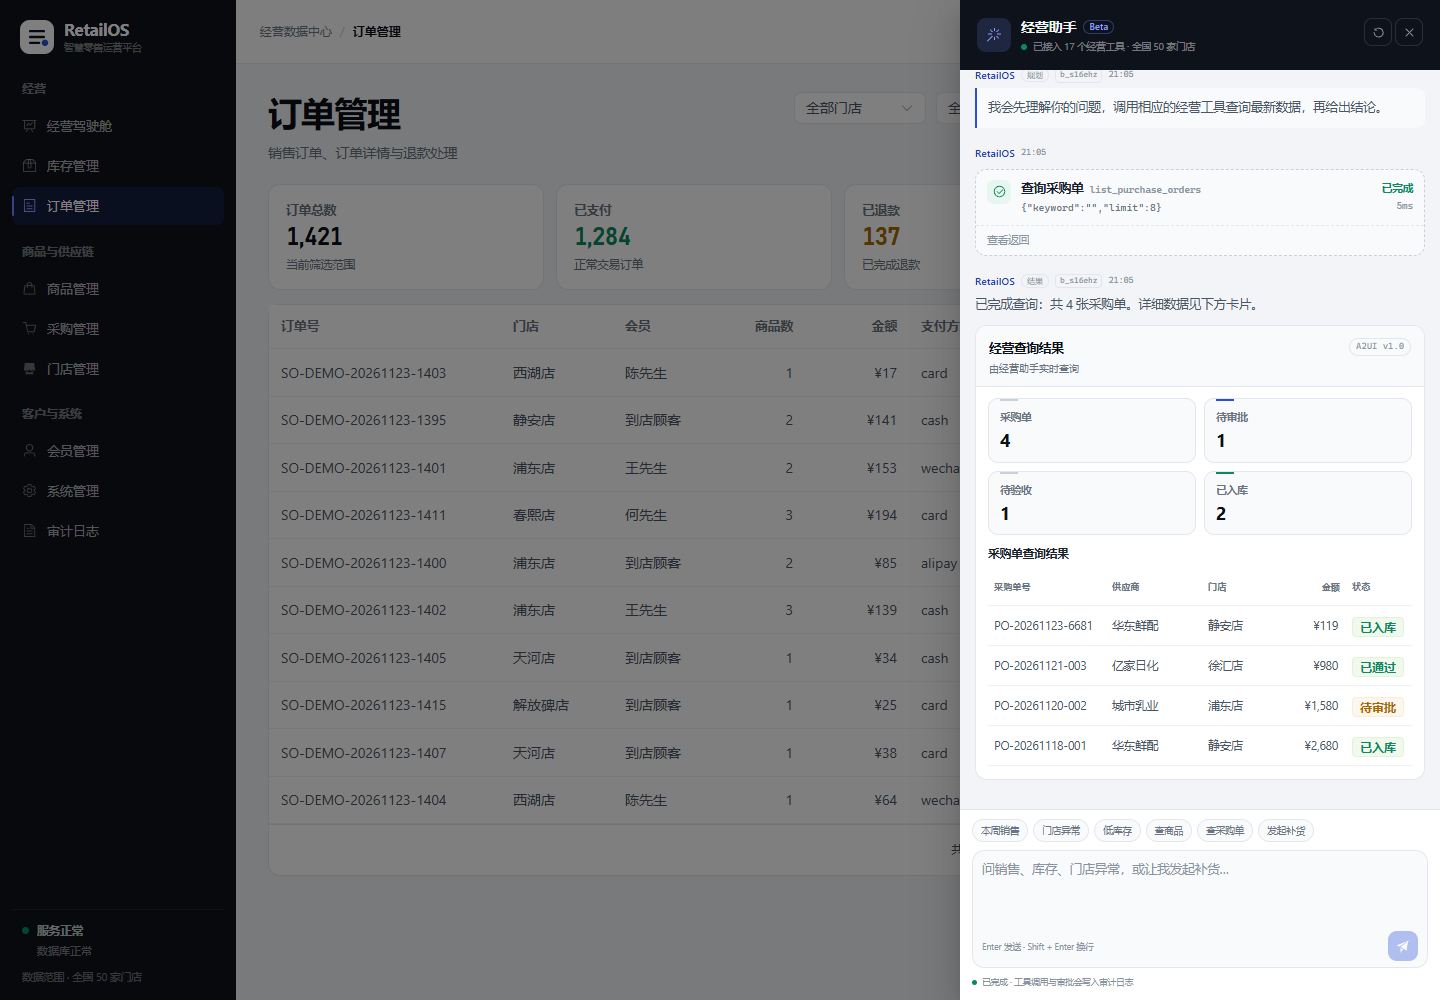 RetailOS
智慧零售运营平台
经营
经营驾驶舱
库存管理
订单管理
商品与供应链
商品管理
采购管理
门店管理
客户与系统
会员管理
系统管理
审计日志
服务正常
数据库正常
数据范围 · 全国 50 家门店
经营数据中心 / 订单管理
订单管理
销售订单、订单详情与退款处理
全部门店
全
订单总数
1,421
当前筛选范围
已支付
1,284
正常交易订单
已退款
137
已完成退款
订单号 门店 会员 商品数 金额 支付方
SO-DEMO-20261123-1403 西湖店 陈先生 1 ¥17 card
SO-DEMO-20261123-1395 静安店 到店顾客 2 ¥141 cash
SO-DEMO-20261123-1401 浦东店 王先生 2 ¥153 wecha
SO-DEMO-20261123-1411 春熙店 何先生 3 ¥194 card
SO-DEMO-20261123-1400 浦东店 到店顾客 2 ¥85 alipay
SO-DEMO-20261123-1402 浦东店 王先生 3 ¥139 cash
SO-DEMO-20261123-1405 天河店 到店顾客 1 ¥34 cash
SO-DEMO-20261123-1415 解放碑店 到店顾客 1 ¥25 card
SO-DEMO-20261123-1407 天河店 到店顾客 1 ¥38 card
SO-DEMO-20261123-1404 西湖店 陈先生 1 ¥64 wecha
共
经营助手 Beta
已接入 17 个经营工具 · 全国 50 家门店
RetailOS 规划 b_s16ehz 21:05
我会先理解你的问题，调用相应的经营工具查询最新数据，再给出结论。
RetailOS 21:05
查询采购单 list_purchase_orders 已完成
{"keyword":"","limit":8} 5ms
查看返回
RetailOS 结果 b_s16ehz 21:05
已完成查询：共 4 张采购单。详细数据见下方卡片。
经营查询结果 A2UI v1.0
由经营助手实时查询
采购单
4
待审批
1
待验收
1
已入库
2
采购单查询结果
采购单号 供应商 门店 金额 状态
PO-20261123-6681 华东鲜配 静安店 ¥119 已入库
PO-20261121-003 亿家日化 徐汇店 ¥980 已通过
PO-20261120-002 城市乳业 浦东店 ¥1,580 待审批
PO-20261118-001 华东鲜配 静安店 ¥2,680 已入库
本周销售 门店异常 低库存 查商品 查采购单 发起补货
问销售、库存、门店异常，或让我发起补货...
Enter 发送 · Shift + Enter 换行
已完成 · 工具调用与审批会写入审计日志